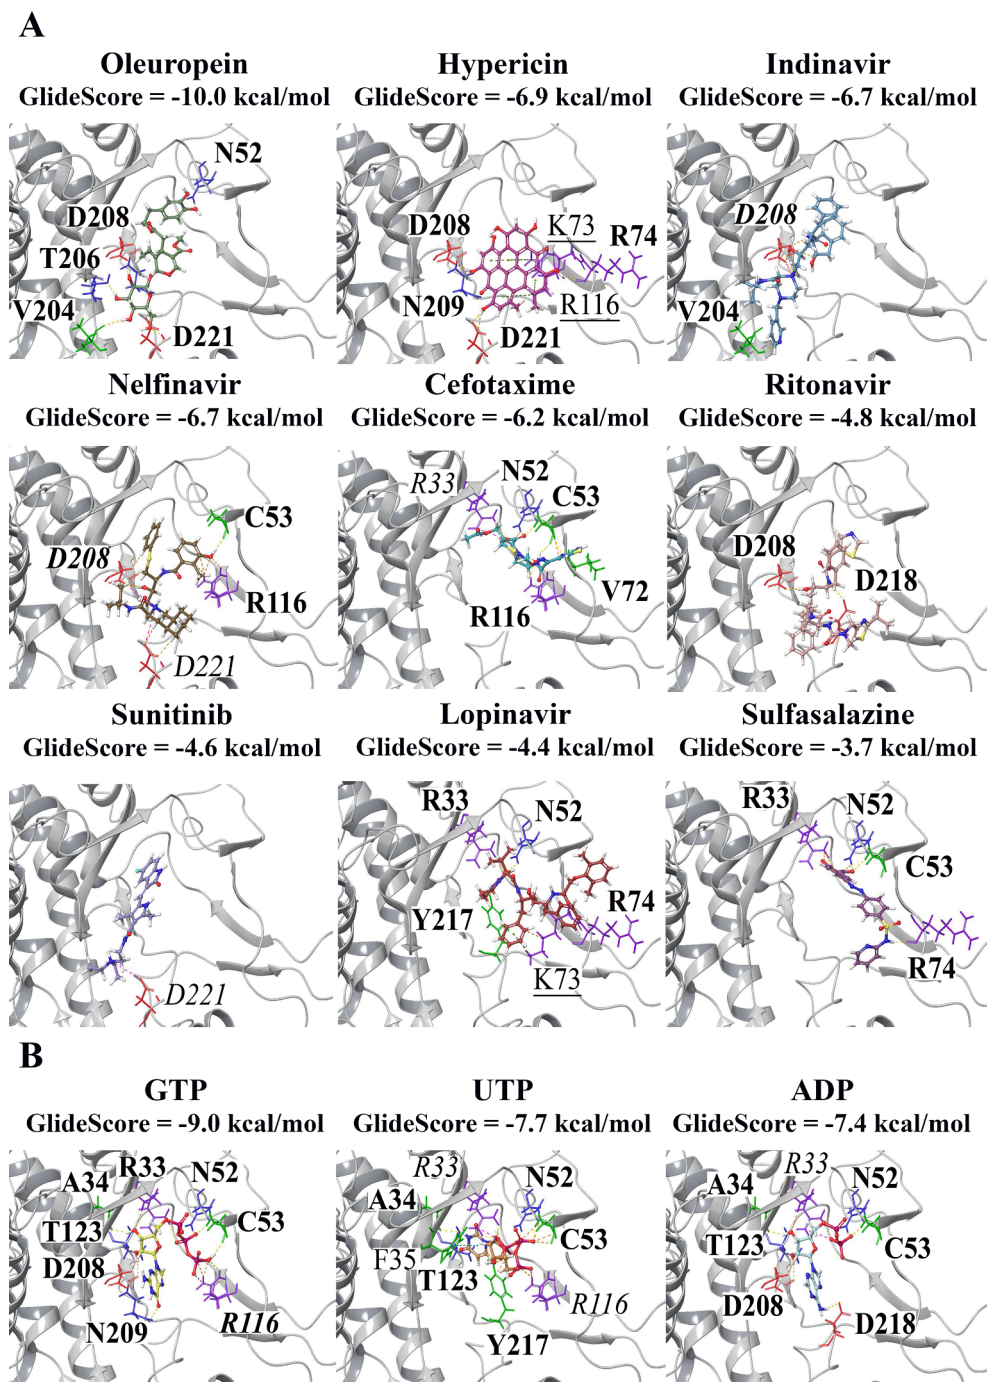 A
Oleuropein
GlideScore = -10.0 kcal/mol
N52
D208
T206
V204
D221
Hypericin
GlideScore = -6.9 kcal/mol
K73
D208
R74
N209
R116
D221
Indinavir
GlideScore = -6.7 kcal/mol
D208
V204
Nelfinavir
GlideScore = -6.7 kcal/mol
C53
D208
R116
D221
Cefotaxime
GlideScore = -6.2 kcal/mol
R33
N52
C53
V72
R116
Ritonavir
GlideScore = -4.8 kcal/mol
D208
D218
Sunitinib
GlideScore = -4.6 kcal/mol
D221
Lopinavir
GlideScore = -4.4 kcal/mol
R33
N52
Y217
R74
K73
Sulfasalazine
GlideScore = -3.7 kcal/mol
R33
N52
C53
R74
B
GTP
GlideScore = -9.0 kcal/mol
R33
N52
A34
T123
C53
D208
N209
R116
UTP
GlideScore = -7.7 kcal/mol
R33
N52
A34
C53
F35
T123
R116
Y217
ADP
GlideScore = -7.4 kcal/mol
R33
N52
A34
T123
C53
D208
D218